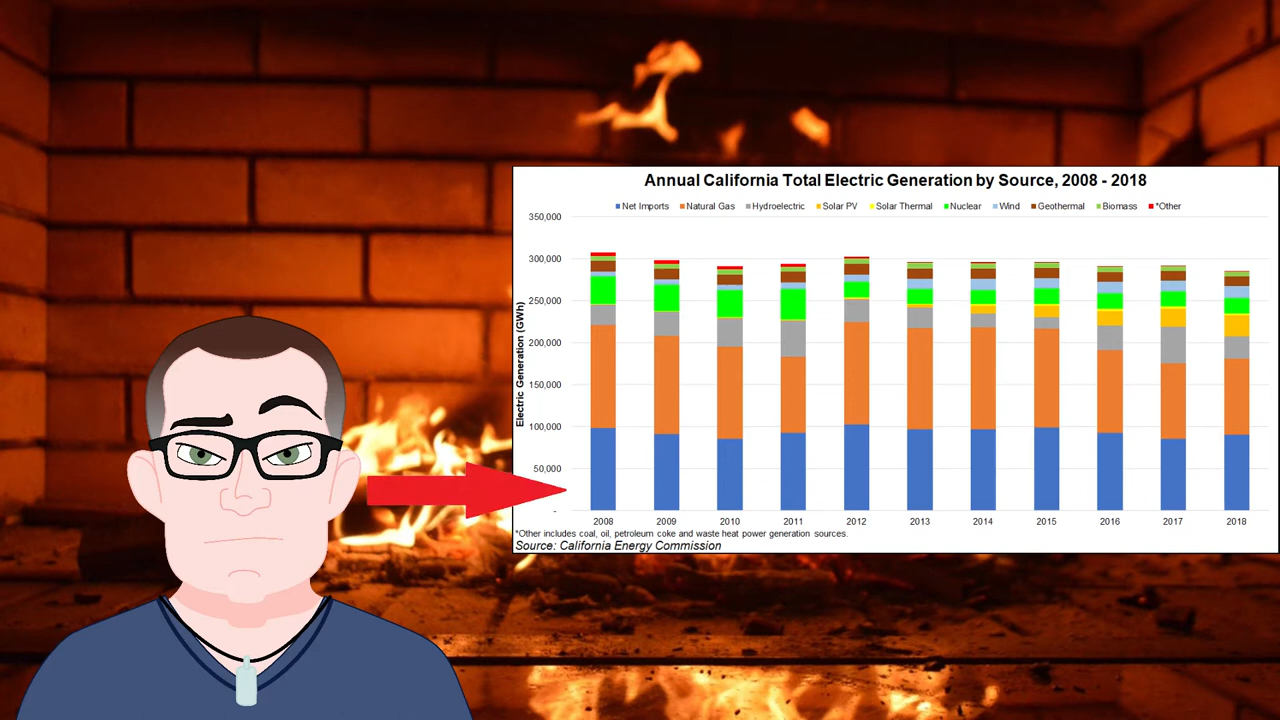 Annual California Total Electric Generation by Source, 2008 - 2018
Net Imports Natural Gas Hydroelectric Solar PV Solar Thermal Nuclear Wind Geothermal Biomass *Other
350,000
300,000
250,000
200,000
150,000
100,000
50,000
-
Electric Generation (GWh)
2008 2009 2010 2011 2012 2013 2014 2015 2016 2017 2018
*Other includes coal, oil, petroleum coke and waste heat power generation sources.
Source: California Energy Commission